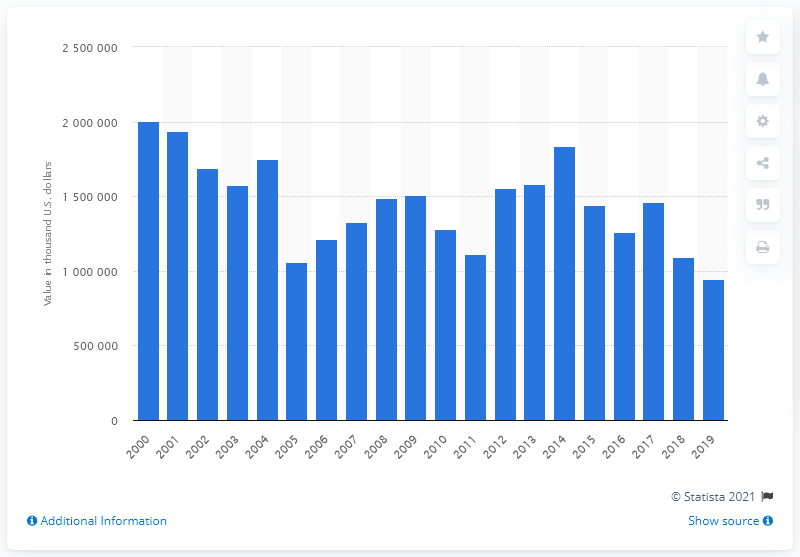 2 500 000
2 000 000
1 500 000
1 000 000
500 000
0
Value in thousand U.S. dollars
2000 2001 2002 2003 2004 2005 2006 2007 2008 2009 2010 2011 2012 2013 2014 2015 2016 2017 2018 2019
© Statista 2021
Additional Information
Show source